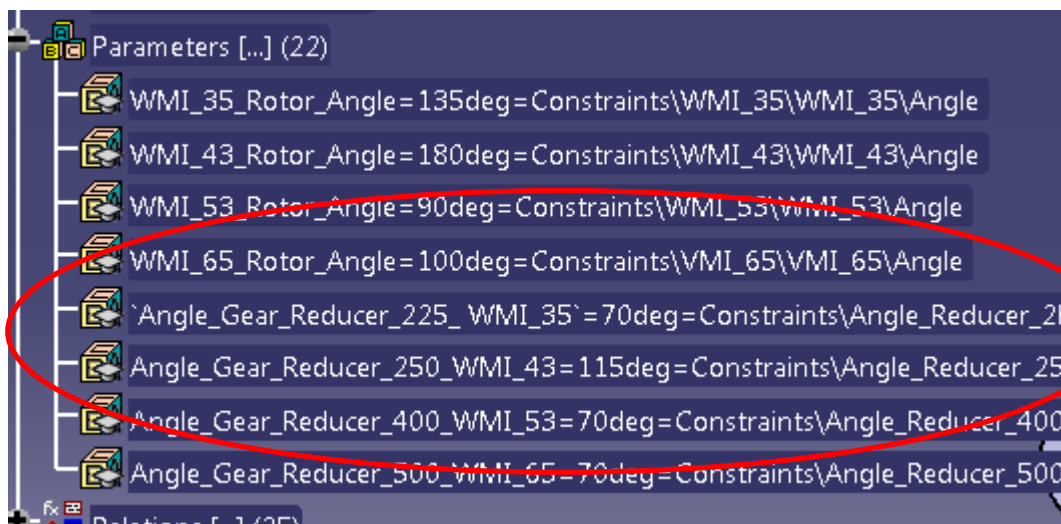 Parameters [...] (22)
WMI_35_Rotor_Angle=135deg=Constraints\WMI_35\WMI_35\Angle
WMI_43_Rotor_Angle=180deg=Constraints\WMI_43\WMI_43\Angle
WMI_53_Rotor_Angle=90deg=Constraints\WMI_53\WMI_53\Angle
WMI_65_Rotor_Angle=100deg=Constraints\VMI_65\VMI_65\Angle
`Angle_Gear_Reducer_225_ WMI_35`=70deg=Constraints\Angle_Reducer_2
Angle_Gear_Reducer_250_WMI_43=115deg=Constraints\Angle_Reducer_25
Angle_Gear_Reducer_400_WMI_53=70deg=Constraints\Angle_Reducer_400
Angle_Gear_Reducer_500_WMI_65=70deg=Constraints\Angle_Reducer_500